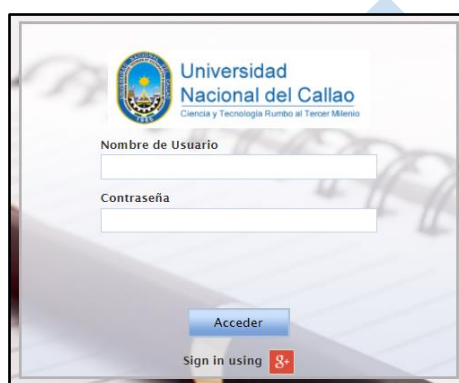 Universidad
Nacional del Callao
Ciencia y Tecnología Rumbo al Tercer Milenio
Nombre de Usuario
Contraseña
Acceder
Sign in using g+